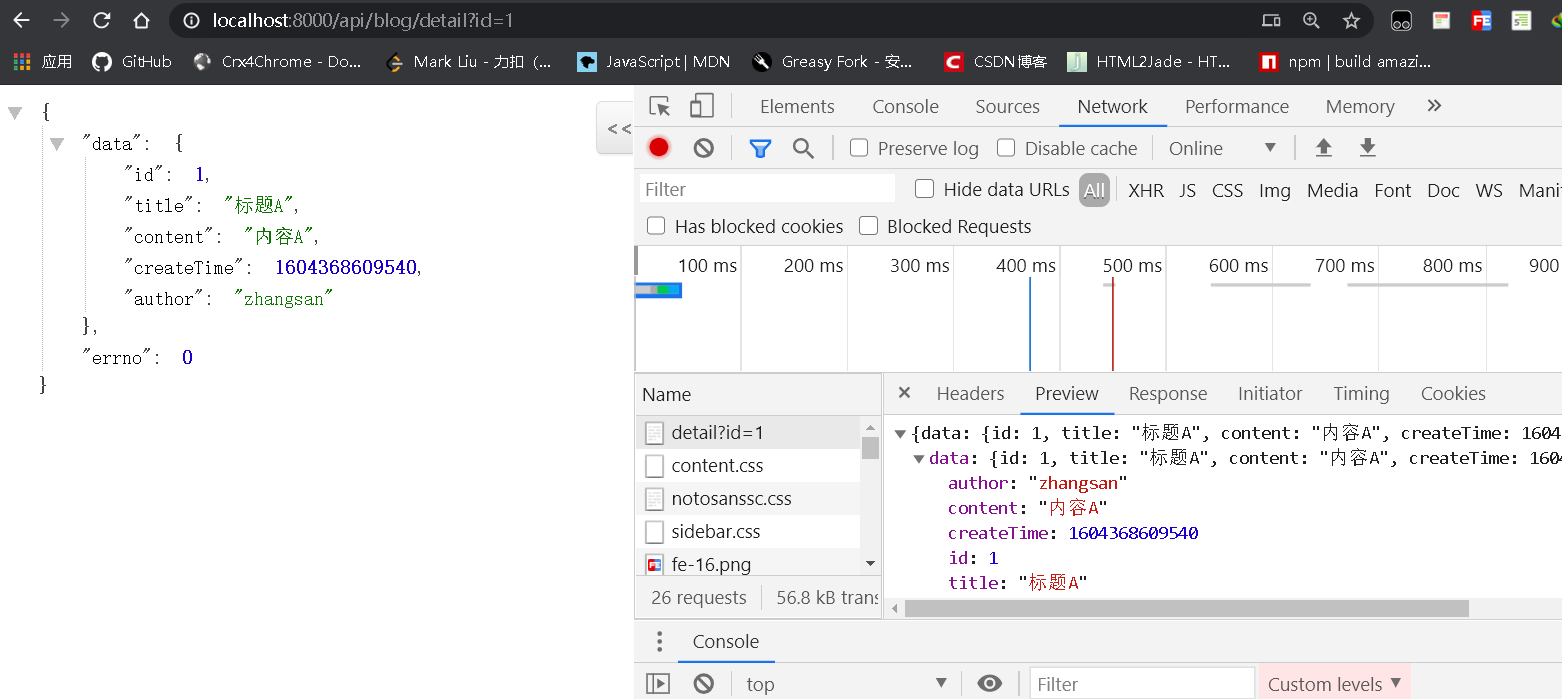 localhost:8000/api/blog/detail?id=1
应用 GitHub Crx4Chrome - Do... Mark Liu - 力扣（... JavaScript | MDN Greasy Fork - 安... CSDN博客 HTML2Jade - HT... npm | build amazi...
{
"data": {
"id": 1,
"title": "标题A",
"content": "内容A",
"createTime": 1604368609540,
"author": "zhangsan"
},
"errno": 0
}
<<
Elements Console Sources Network Performance Memory »
Preserve log Disable cache Online
Filter Hide data URLs All XHR JS CSS Img Media Font Doc WS Mani
Has blocked cookies Blocked Requests
100 ms 200 ms 300 ms 400 ms 500 ms 600 ms 700 ms 800 ms 900
Name
detail?id=1
content.css
notosanssc.css
sidebar.css
fe-16.png
26 requests 56.8 kB trans
× Headers Preview Response Initiator Timing Cookies
{data: {id: 1, title: "标题A", content: "内容A", createTime: 1604
data: {id: 1, title: "标题A", content: "内容A", createTime: 1604
author: "zhangsan"
content: "内容A"
createTime: 1604368609540
id: 1
title: "标题A"
Console
top Filter Custom levels